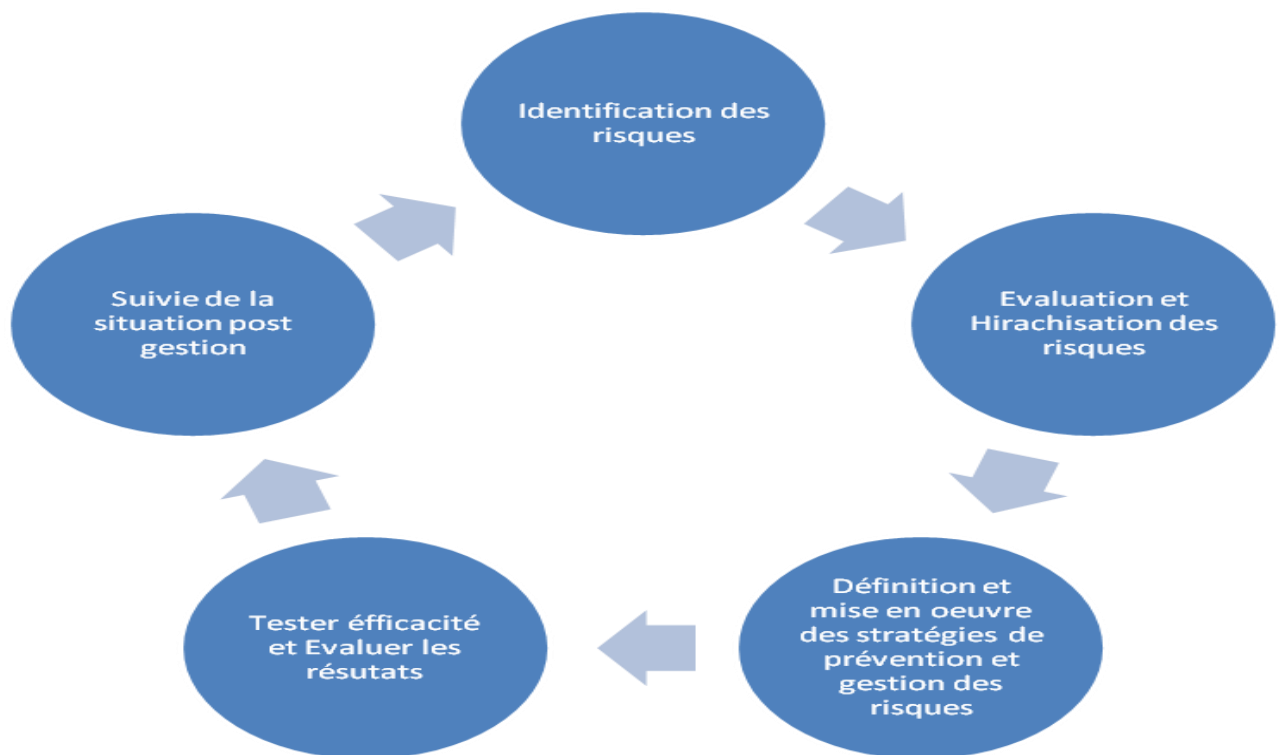 Identification des
risques
Evaluation et
Hirachisation des
risques
Définition et
mise en oeuvre
des stratégies de
prévention et
gestion des
risques
Tester éfficacité
et Evaluer les
résutats
Suivie de la
situation post
gestion